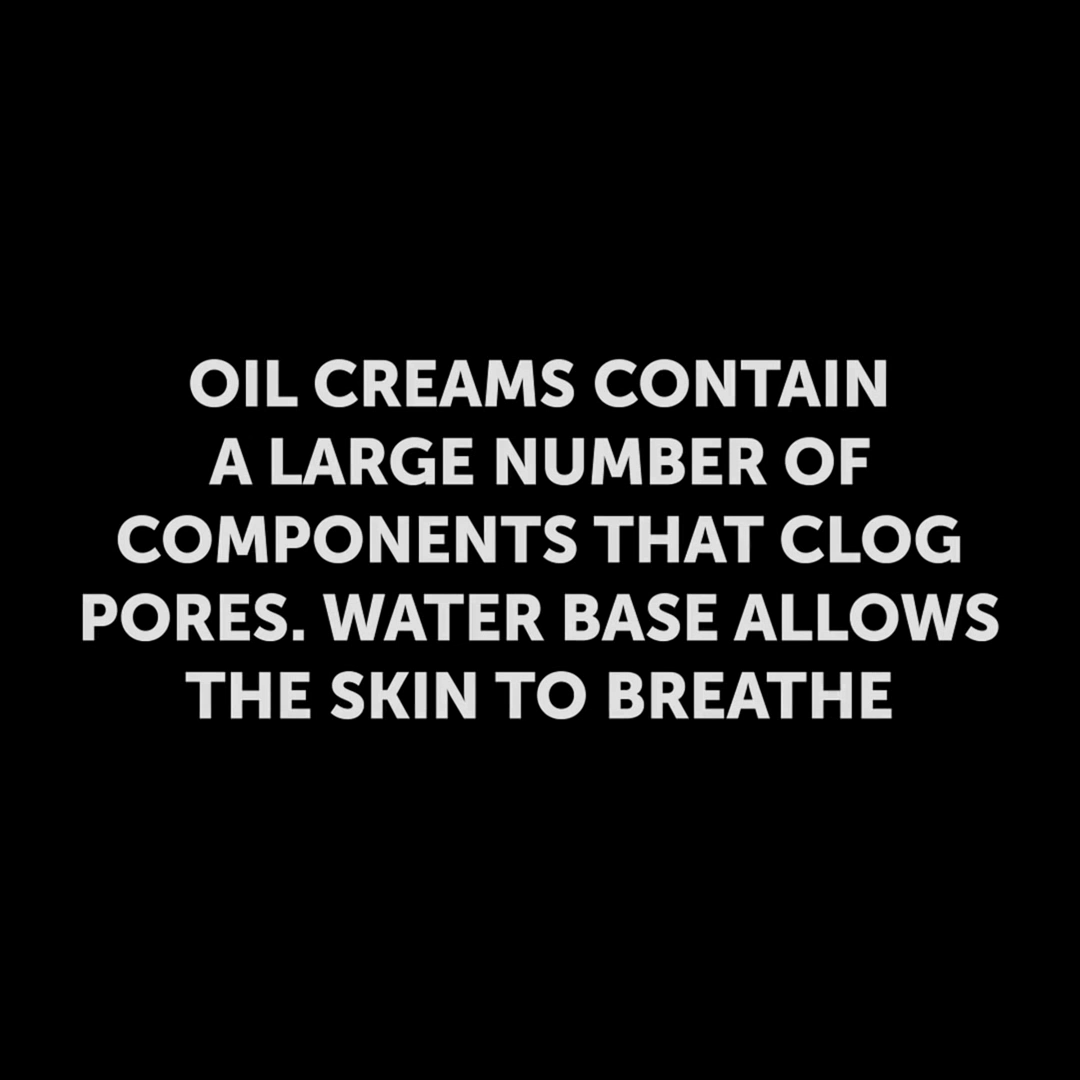 OIL CREAMS CONTAIN
A LARGE NUMBER OF
COMPONENTS THAT CLOG
PORES. WATER BASE ALLOWS
THE SKIN TO BREATHE